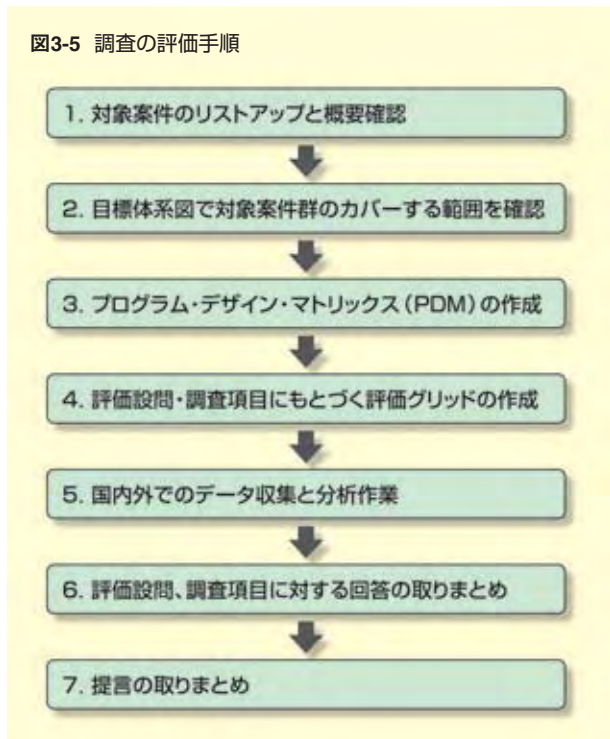 図3-5 調査の評価手順
1. 対象案件のリストアップと概要確認
2. 目標体系図で対象案件群のカバーする範囲を確認
3. プログラム・デザイン・マトリックス(PDM)の作成
4. 評価設問・調査項目にもとづく評価グリッドの作成
5. 国内外でのデータ収集と分析作業
6. 評価設問、調査項目に対する回答の取りまとめ
7. 提言の取りまとめ